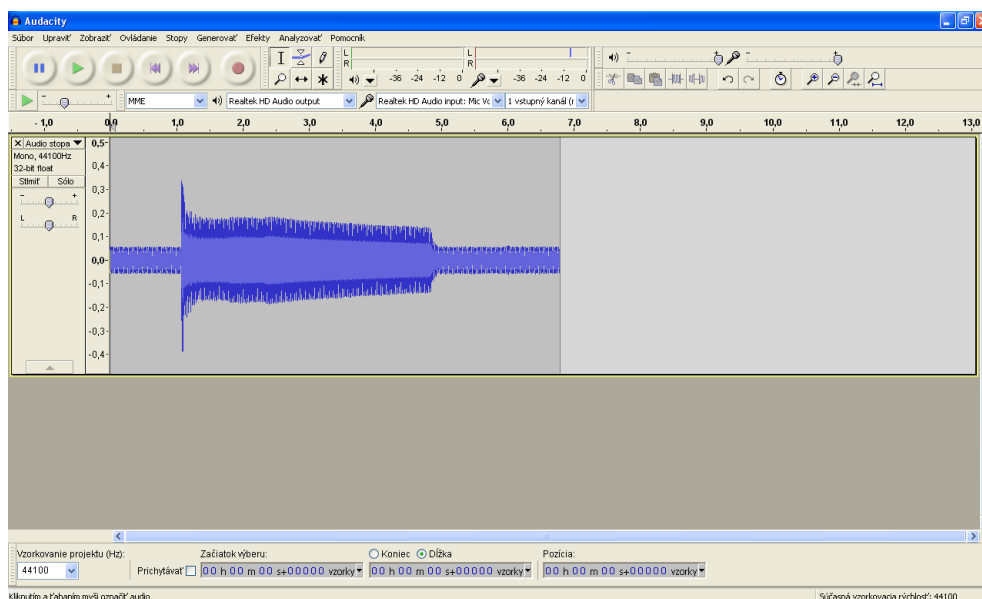 Audacity
Súbor Upraviť Zobraziť Ovládanie Stopy Generovať Efekty Analyzovať Pomocník
L
R
-36 -24 -12 0
L
R
-36 -24 -12 0
MME
Realtek HD Audio output
Realtek HD Audio input: Mic Vc
1 vstupný kanál (r
- 1,0 0,0 1,0 2,0 3,0 4,0 5,0 6,0 7,0 8,0 9,0 10,0 11,0 12,0 13,0
Audio stopa
Mono, 44100Hz
32-bit float
Stlmiť Sólo
- +
L R
0,5-
0,4-
0,3-
0,2-
0,1-
0,0-
-0,1-
-0,2-
-0,3-
-0,4-
Vzorkovanie projektu (Hz):
44100
Prichytávať
Začiatok výberu:
00 h 00 m 00 s+00000 vzorky
Koniec Dĺžka
00 h 00 m 00 s+00000 vzorky
Pozícia:
00 h 00 m 00 s+00000 vzorky
Kliknutím a ťahaním myši označiť audio
Súčasná vzorkovacia rýchlosť: 44100